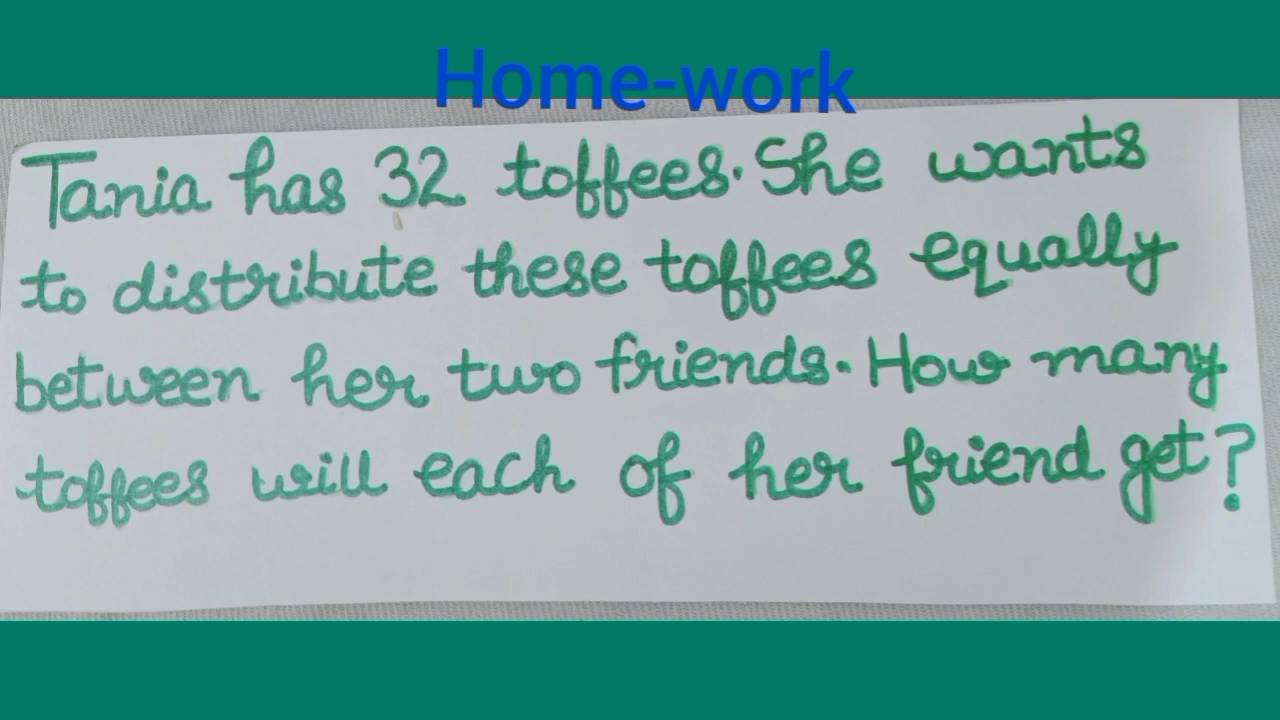 Home-work
Tania has 32 toffees. She wants
to distribute these toffees equally
between her two friends. How many
toffees will each of her friend get?